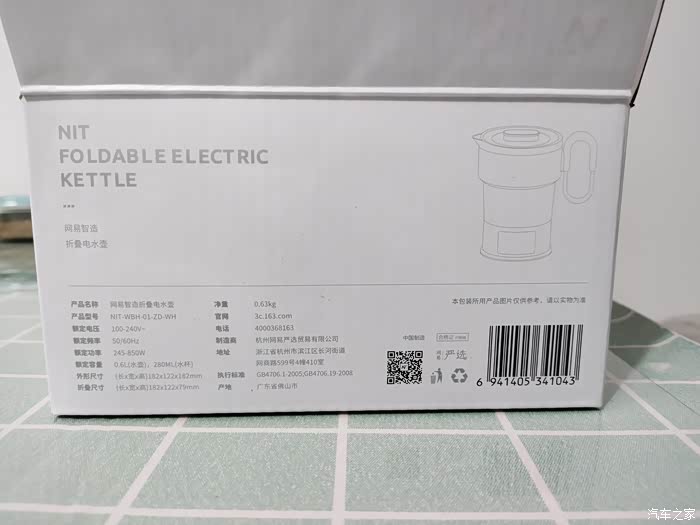 NIT
FOLDABLE ELECTRIC
KETTLE
网易智造
折叠电水壶
产品名称 网易智造折叠电水壶
产品型号 NIT-WBH-01-ZD-WH
额定电压 100-240V~
额定频率 50/60Hz
额定功率 245-850W
额定容量 0.6L(水壶), 280ML(水杯)
外形尺寸 (长x宽x高)182x122x182mm
折叠尺寸 (长x宽x高)182x122x79mm
净重 0.63kg
官网 3c.163.com
电话 4000368163
制造商 杭州网易严选贸易有限公司
地址 浙江省杭州市滨江区长河街道
网商路599号4幢410室
执行标准 GB4706.1-2005;GB4706.19-2008
产地 广东省佛山市
本包装所用产品图片仅供参考，请以实物为准
中国制造
合格证
网易严选
6 941405 341043
汽车之家